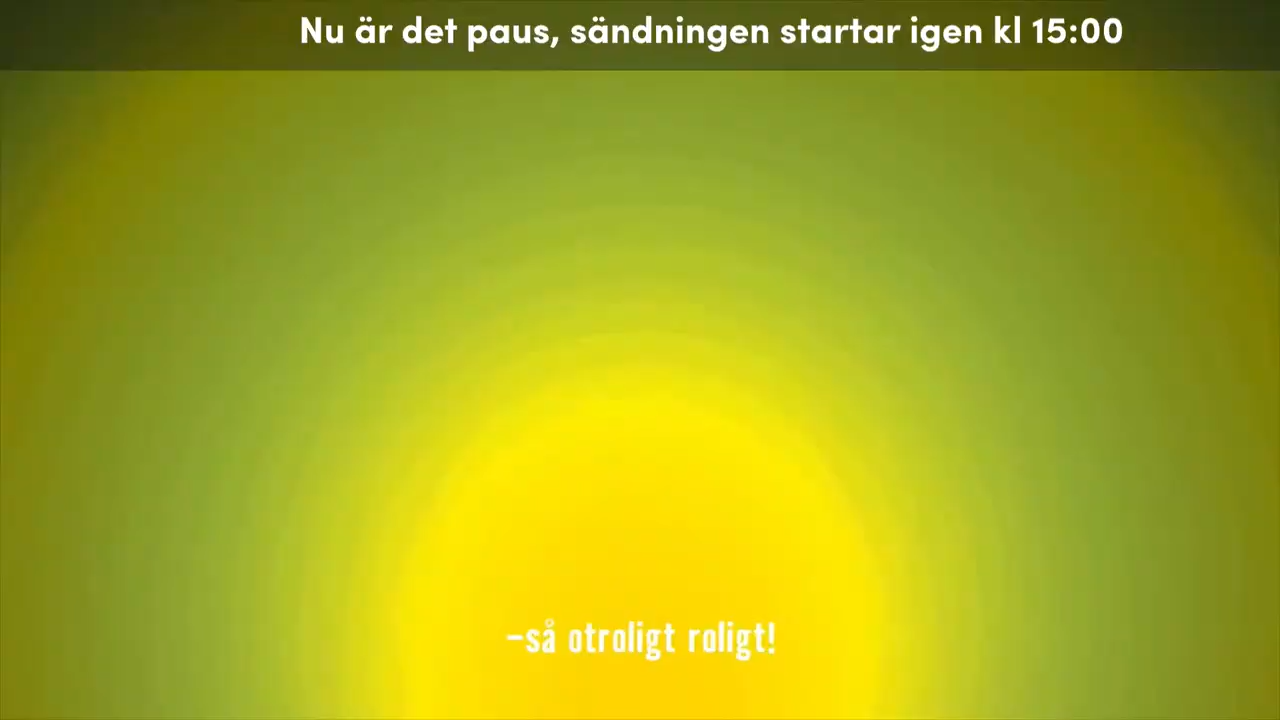 Nu är det paus, sändningen startar igen kl 15:00
–så otroligt roligt!